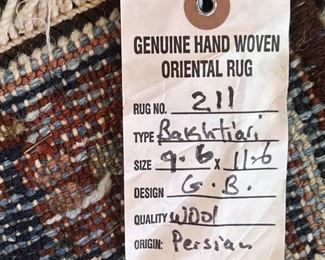 GENUINE HAND WOVEN
ORIENTAL RUG
RUG NO. 211
TYPE Bakhtiari
SIZE 9.6 x 11.6
DESIGN G.B.
QUALITY Wool
ORIGIN: Persian